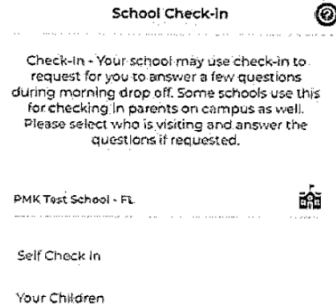 School Check-in
Check-In - Your school may use check-in to
request for you to answer a few questions
during morning drop off. Some schools use this
for checking in parents on campus as well.
Please select who is visiting and answer the
questions if requested.
PMK Test School - FL
Self Check In
Your Children